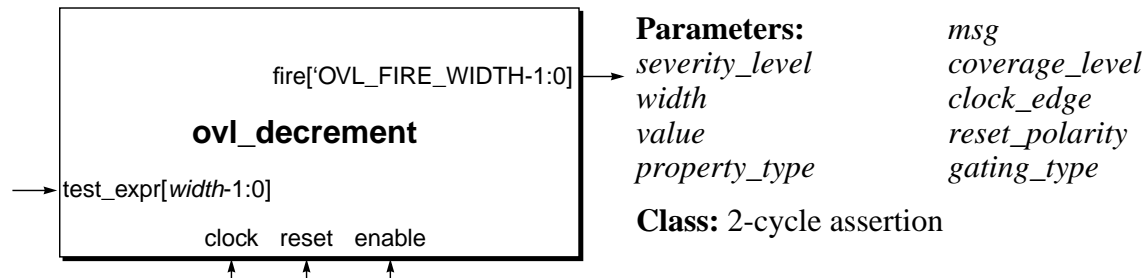 fire[‘OVL_FIRE_WIDTH-1:0]
ovl_decrement
test_expr[width-1:0]
clock reset enable
Parameters: msg
severity_level coverage_level
width clock_edge
value reset_polarity
property_type gating_type
Class: 2-cycle assertion